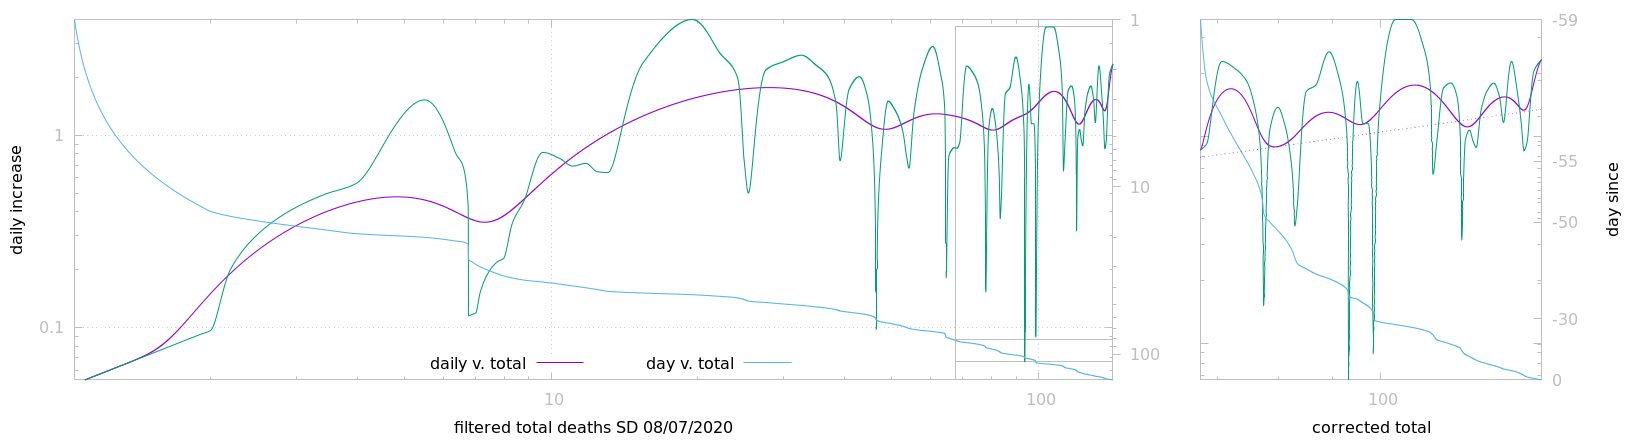 1
10
100
1
0.1
daily increase
daily v. total
day v. total
10
100
filtered total deaths SD 08/07/2020
-59
-55
-50
-30
0
day since
100
corrected total